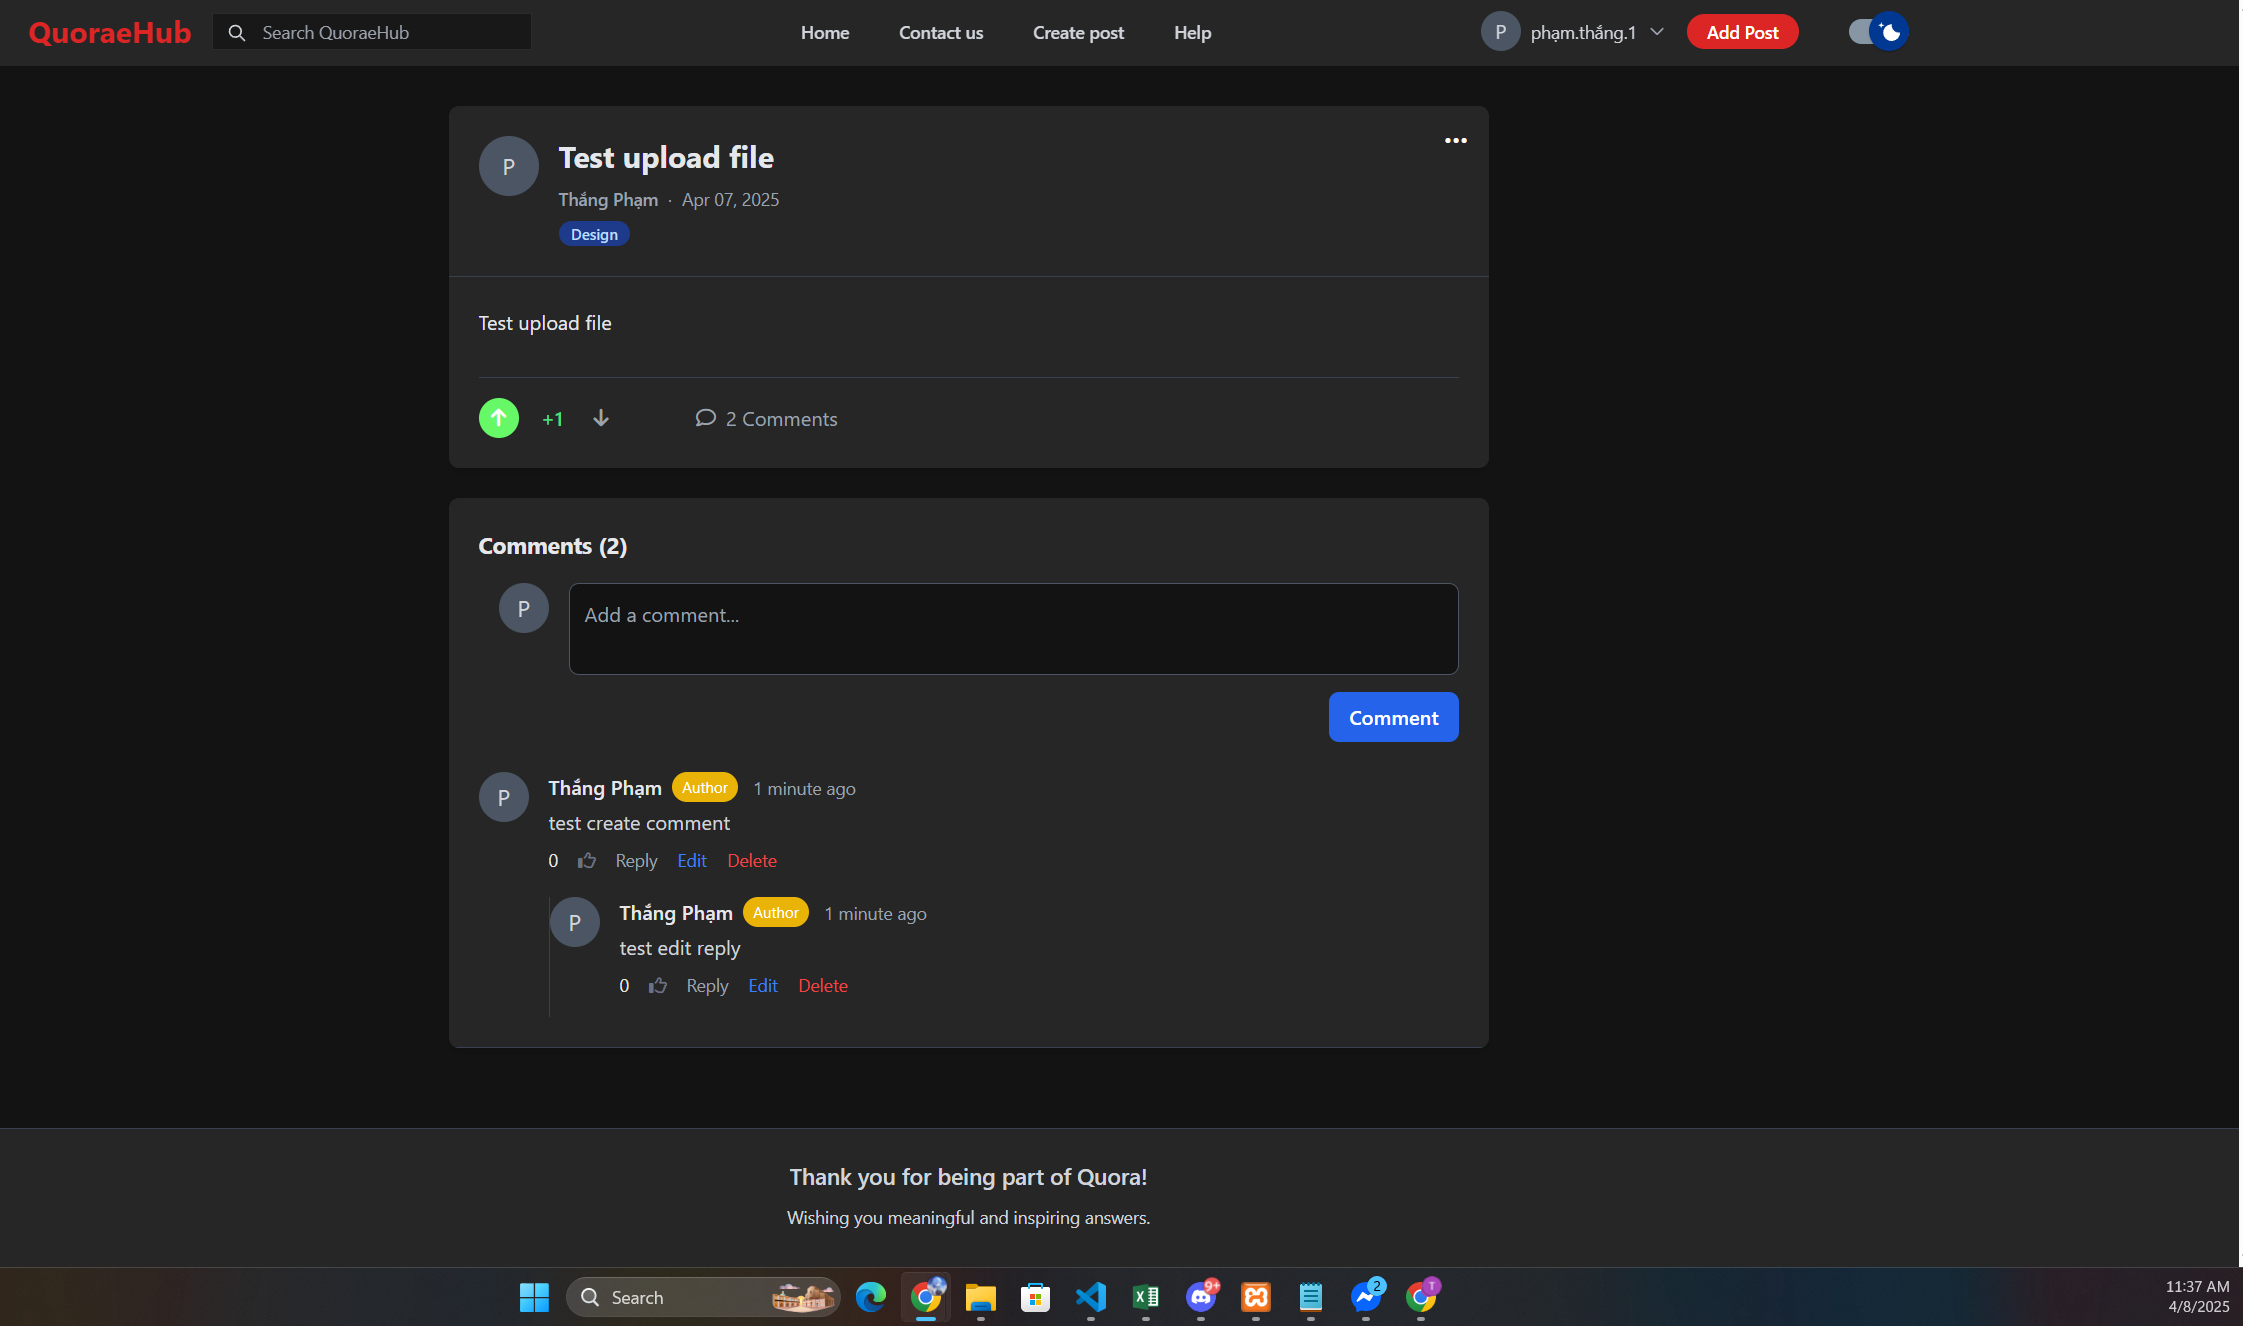 QuoraeHub
Search QuoraeHub
Home
Contact us
Create post
Help
P
phạm.thắng.1
Add Post
P
Test upload file
Thắng Phạm · Apr 07, 2025
Design
Test upload file
+1
2 Comments
Comments (2)
P
Add a comment...
Comment
P
Thắng Phạm Author 1 minute ago
test create comment
0 Reply Edit Delete
P
Thắng Phạm Author 1 minute ago
test edit reply
0 Reply Edit Delete
Thank you for being part of Quora!
Wishing you meaningful and inspiring answers.
Search
9+
2
T
11:37 AM
4/8/2025